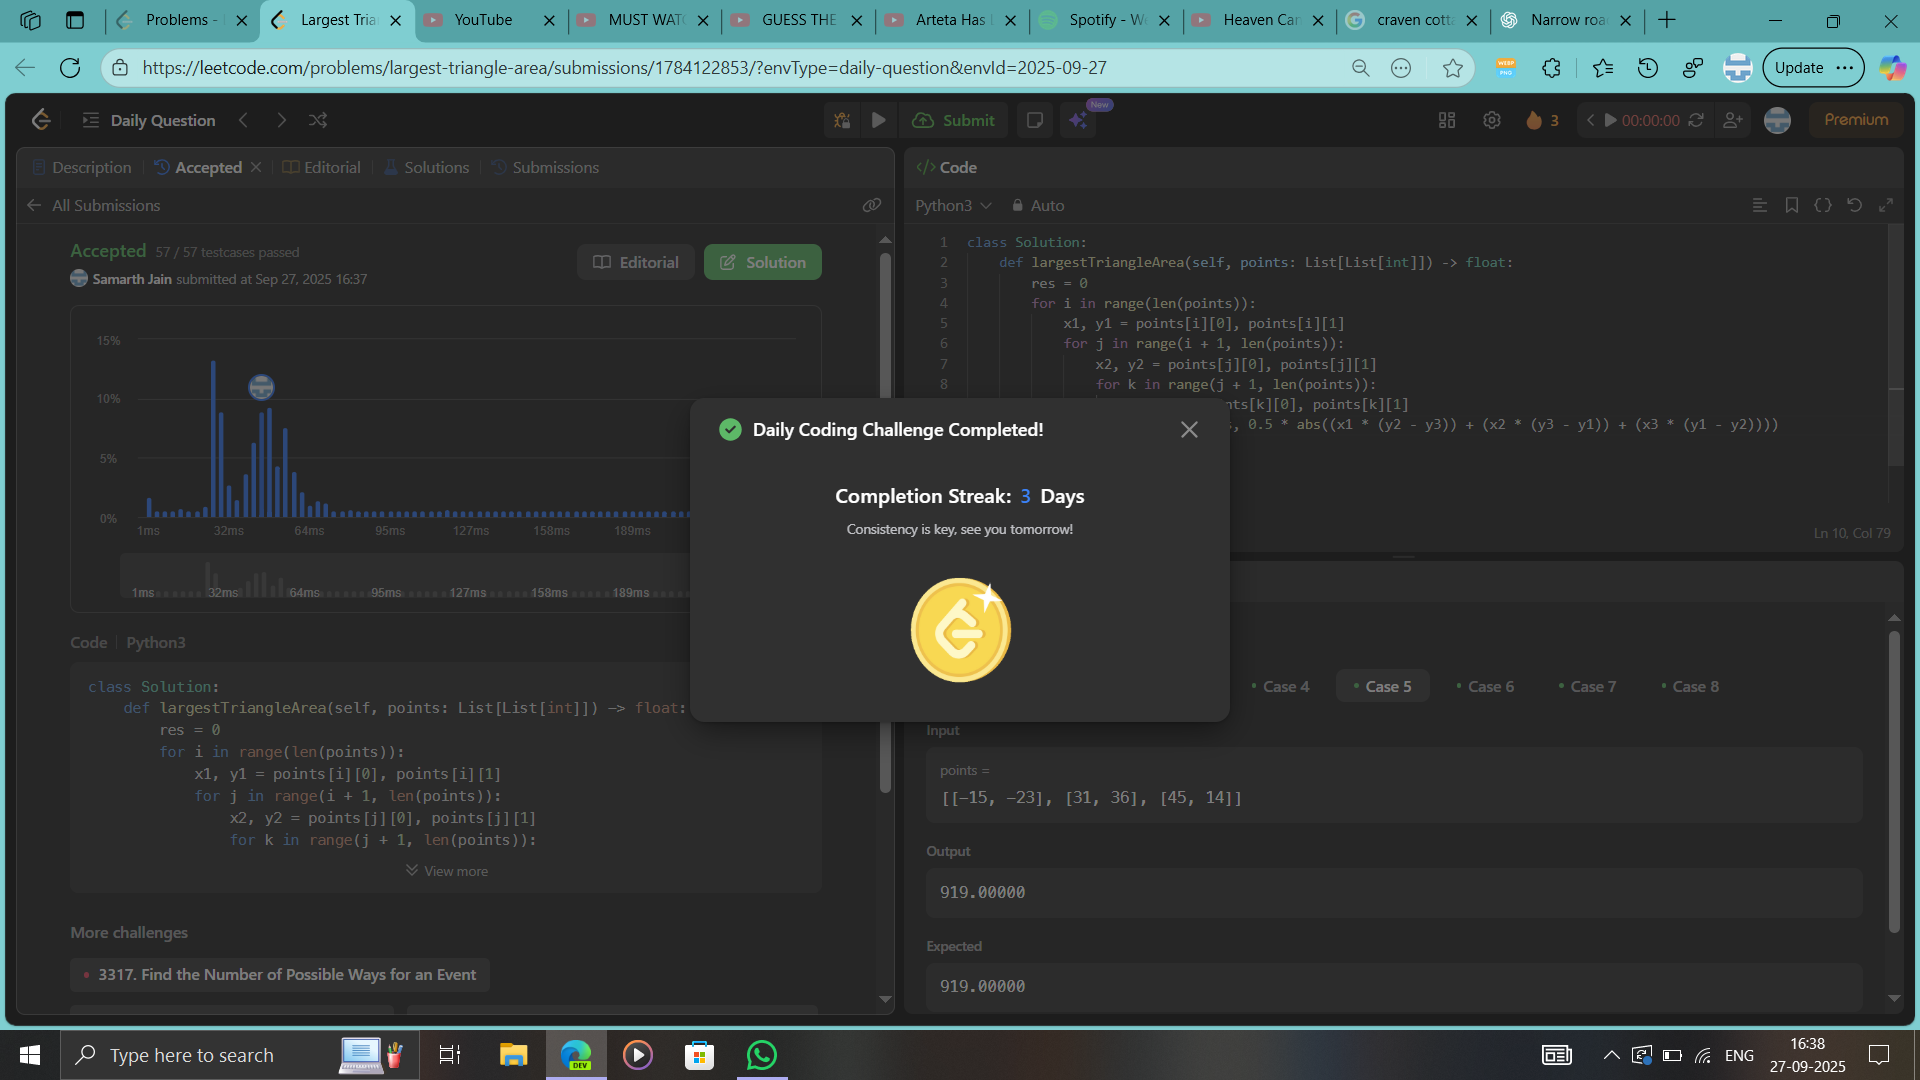 Problems -
Largest Tria
YouTube
MUST WATC
GUESS THE
Arteta Has
Spotify - We
Heaven Car
craven cotta
Narrow roa
https://leetcode.com/problems/largest-triangle-area/submissions/1784122853/?envType=daily-question&envId=2025-09-27
WEBP
PNG
Update
Daily Question
Submit
New
3
00:00:00
Premium
Description
Accepted
Editorial
Solutions
Submissions
All Submissions
Accepted 57 / 57 testcases passed
Samarth Jain submitted at Sep 27, 2025 16:37
Editorial
Solution
15%
10%
5%
0%
1ms 32ms 64ms 95ms 127ms 158ms 189ms
1ms 32ms 64ms 95ms 127ms 158ms 189ms
Code | Python3
class Solution:
def largestTriangleArea(self, points: List[List[int]]) -> float:
res = 0
for i in range(len(points)):
x1, y1 = points[i][0], points[i][1]
for j in range(i + 1, len(points)):
x2, y2 = points[j][0], points[j][1]
for k in range(j + 1, len(points)):
View more
More challenges
3317. Find the Number of Possible Ways for an Event
</> Code
Python3
Auto
1 class Solution:
2 def largestTriangleArea(self, points: List[List[int]]) -> float:
3 res = 0
4 for i in range(len(points)):
5 x1, y1 = points[i][0], points[i][1]
6 for j in range(i + 1, len(points)):
7 x2, y2 = points[j][0], points[j][1]
8 for k in range(j + 1, len(points)):
nts[k][0], points[k][1]
, 0.5 * abs((x1 * (y2 - y3)) + (x2 * (y3 - y1)) + (x3 * (y1 - y2))))
Ln 10, Col 79
Daily Coding Challenge Completed!
Completion Streak: 3 Days
Consistency is key, see you tomorrow!
Case 4
Case 5
Case 6
Case 7
Case 8
Input
points =
[[-15, -23], [31, 36], [45, 14]]
Output
919.00000
Expected
919.00000
Type here to search
DEV
ENG
16:38
27-09-2025